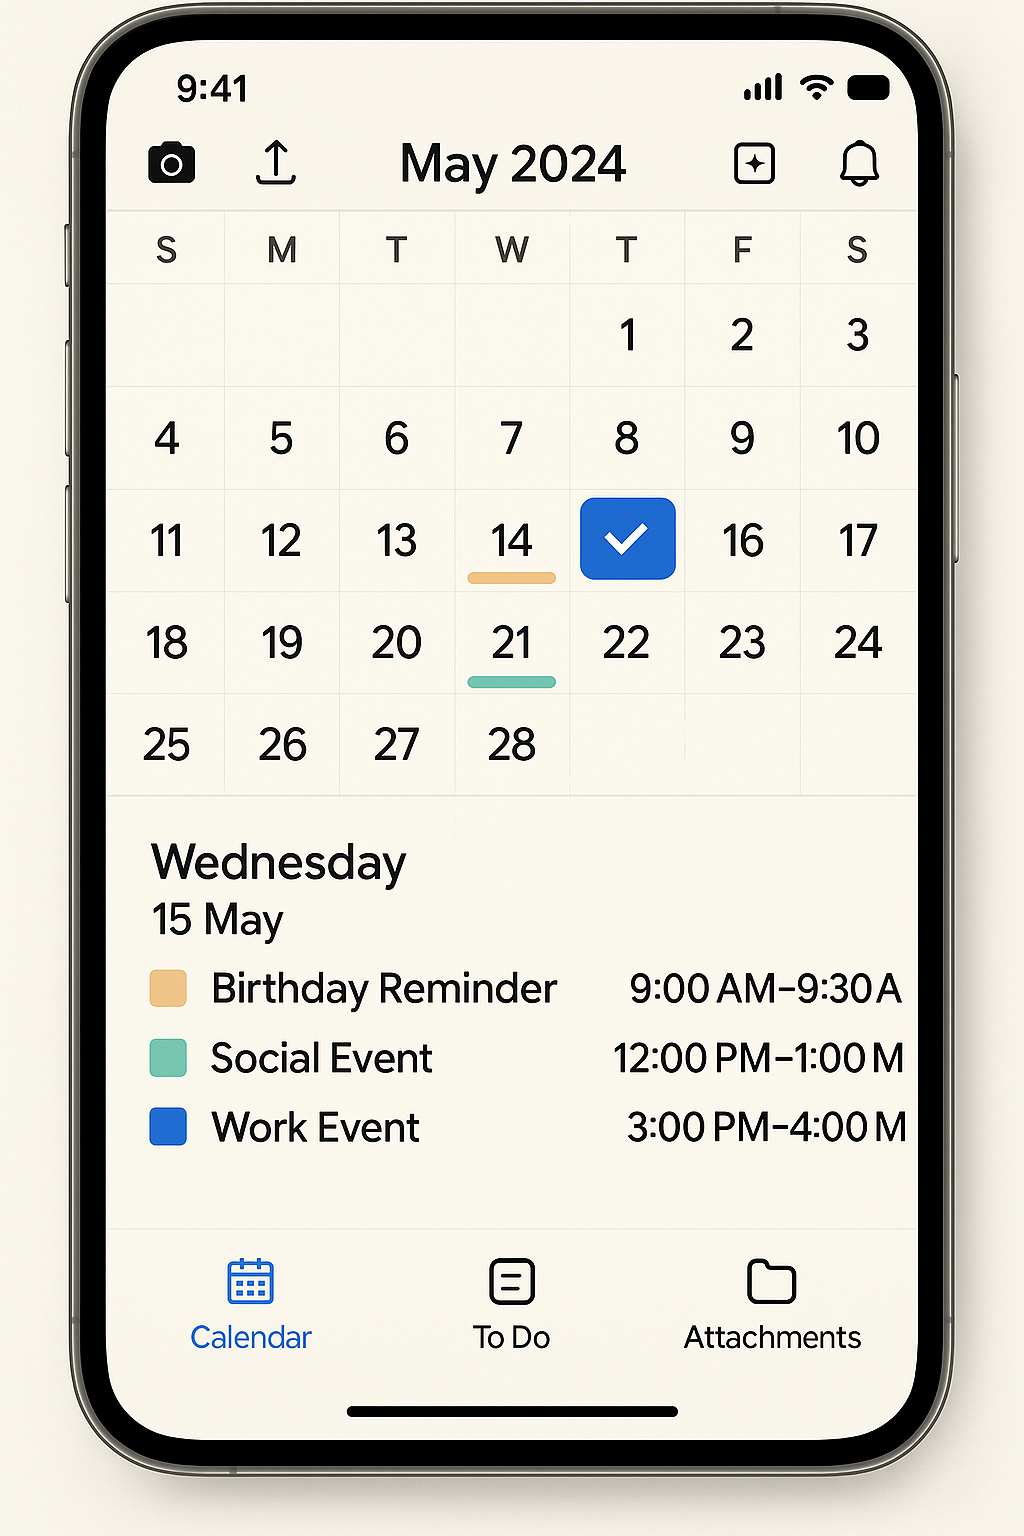 9:41
May 2024
S M T W T F S
1 2 3
4 5 6 7 8 9 10
11 12 13 14 16 17
18 19 20 21 22 23 24
25 26 27 28
Wednesday
15 May
Birthday Reminder 9:00 AM–9:30 A
Social Event 12:00 PM–1:00 M
Work Event 3:00 PM–4:00 M
Calendar To Do Attachments